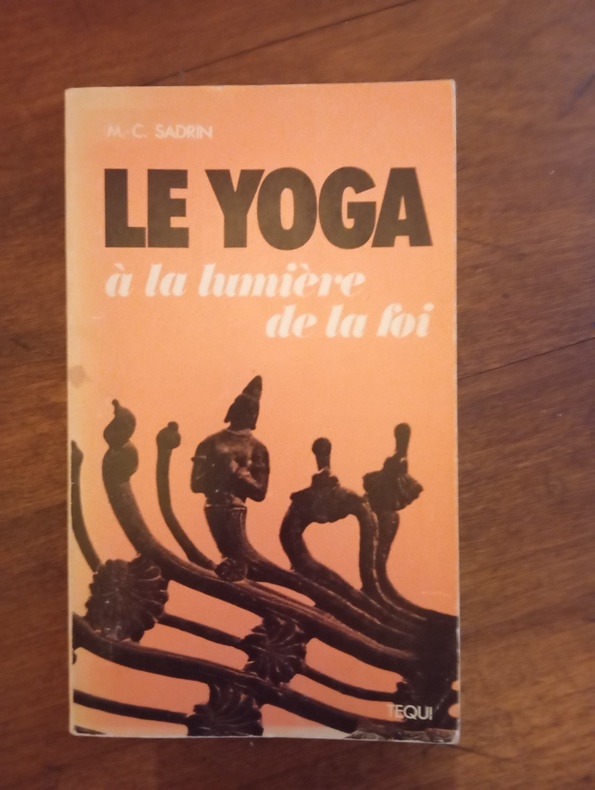 M.-C. SADRIN
LE YOGA
à la lumière
de la foi
TEQUI